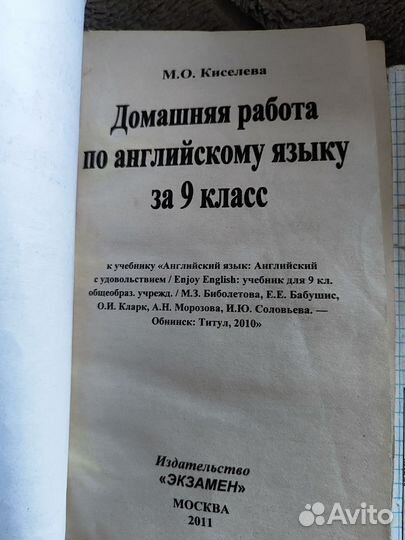 М.О. Киселева
Домашняя работа
по английскому языку
за 9 класс
к учебнику «Английский язык: Английский
с удовольствием / Enjoy English: учебник для 9 кл.
общеобраз. учрежд. / М.З. Биболетова, Е.Е. Бабушис,
О.И. Кларк, А.Н. Морозова, И.Ю. Соловьева. —
Обнинск: Титул, 2010»
Издательство
«ЭКЗАМЕН»
МОСКВА
2011
Avito